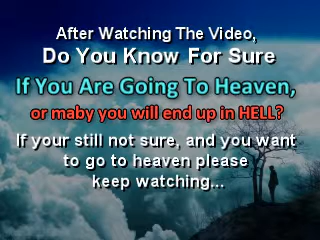 After Watching The Video,
Do You Know For Sure
If You Are Going To Heaven,
or maby you will end up in HELL?
If your still not sure, and you want
to go to heaven please
keep watching...